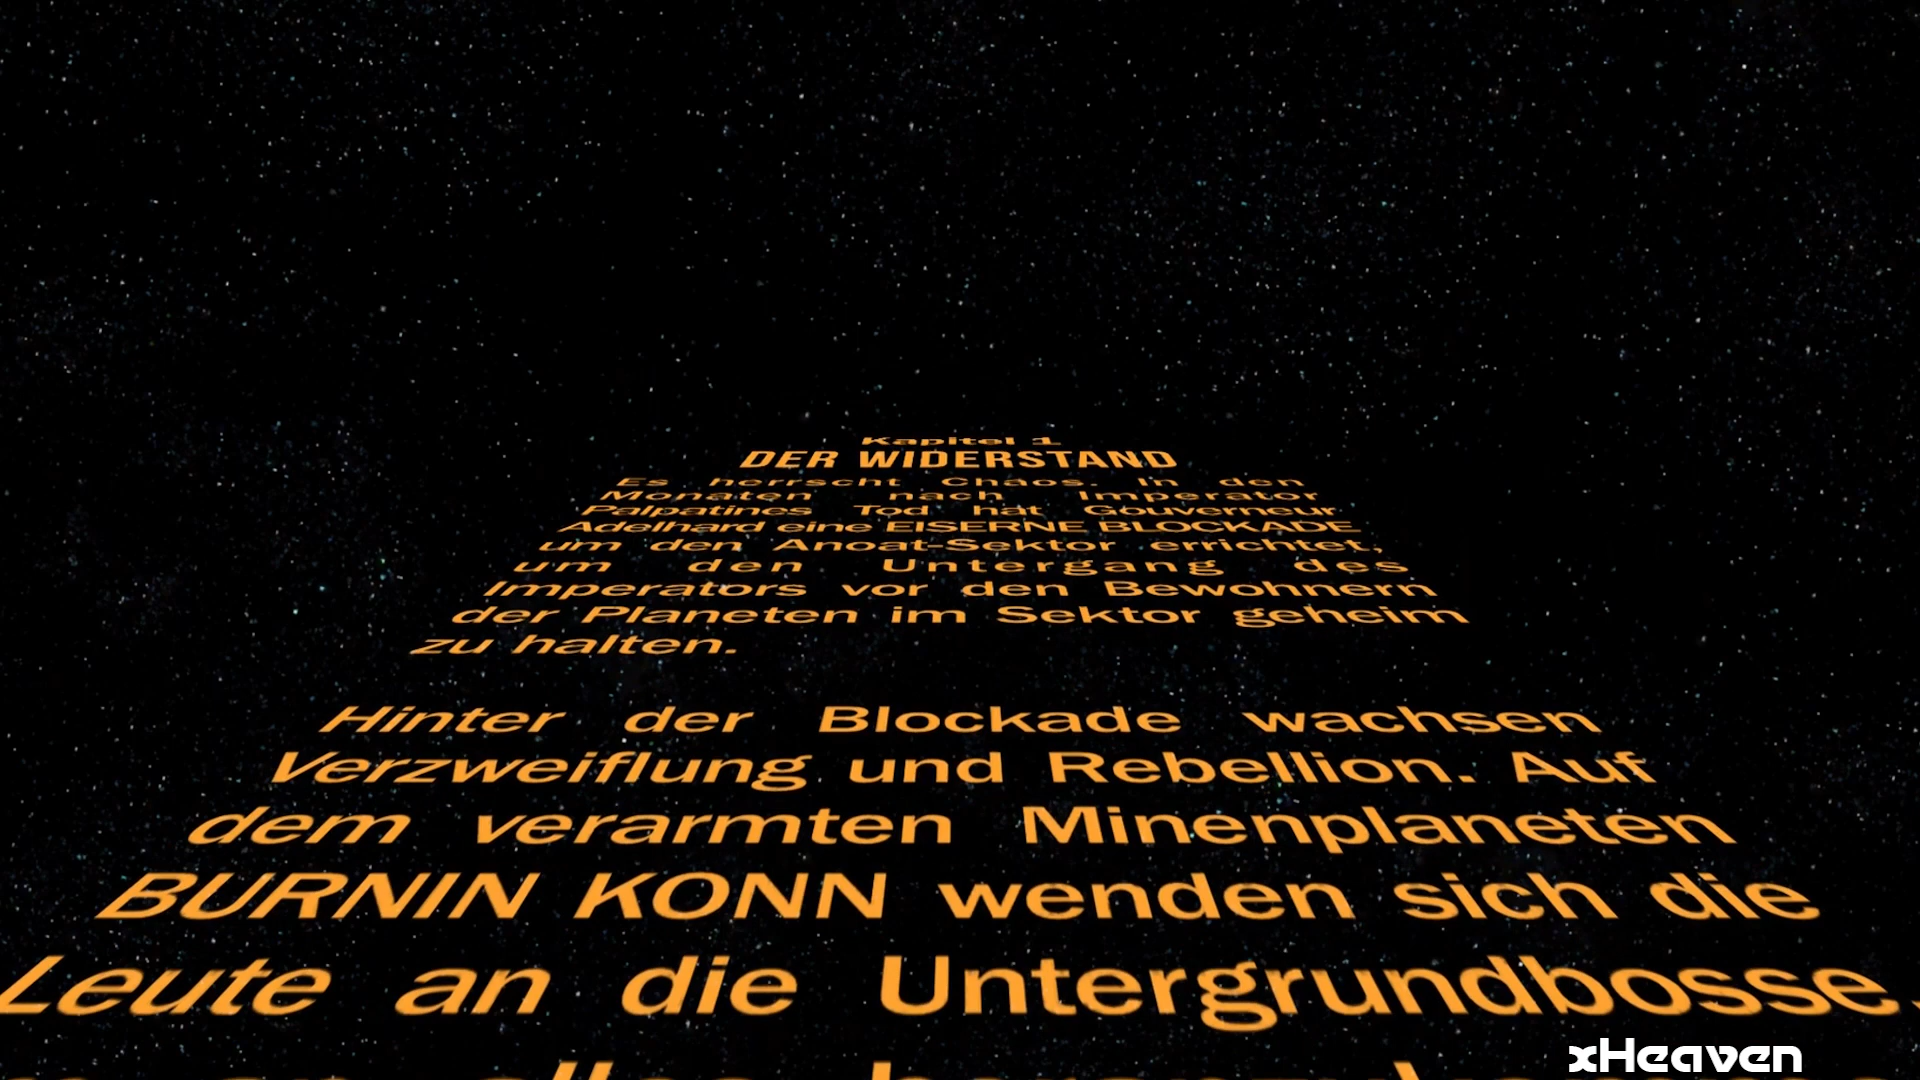 Kapitel 1
DER WIDERSTAND
Es herrscht Chaos. In den
Monaten nach Imperator
Palpatines Tod hat Gouverneur
Adelhard eine EISERNE BLOCKADE
um den Anoat-Sektor errichtet,
um den Untergang des
Imperators vor den Bewohnern
der Planeten im Sektor geheim
zu halten.
Hinter der Blockade wachsen
Verzweiflung und Rebellion. Auf
dem verarmten Minenplaneten
BURNIN KONN wenden sich die
Leute an die Untergrundbosse,
xHeaven